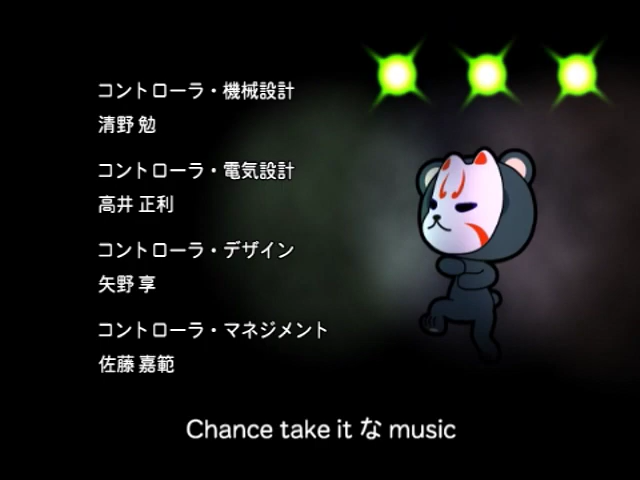 コントローラ・機械設計
清野 勉
コントローラ・電気設計
高井 正利
コントローラ・デザイン
矢野 享
コントローラ・マネジメント
佐藤 嘉範
Chance take it な music